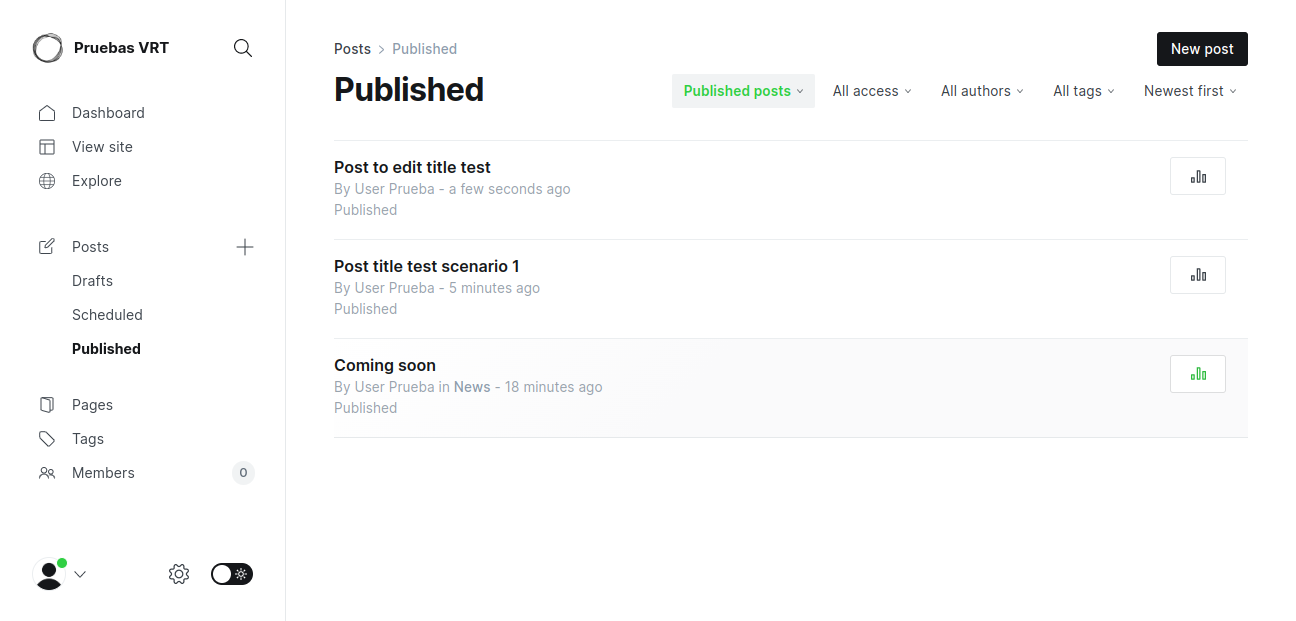 Pruebas VRT
Dashboard
View site
Explore
Posts
Drafts
Scheduled
Published
Pages
Tags
Members 0
Posts > Published
New post
Published
Published posts All access All authors All tags Newest first
Post to edit title test
By User Prueba - a few seconds ago
Published
Post title test scenario 1
By User Prueba - 5 minutes ago
Published
Coming soon
By User Prueba in News - 18 minutes ago
Published